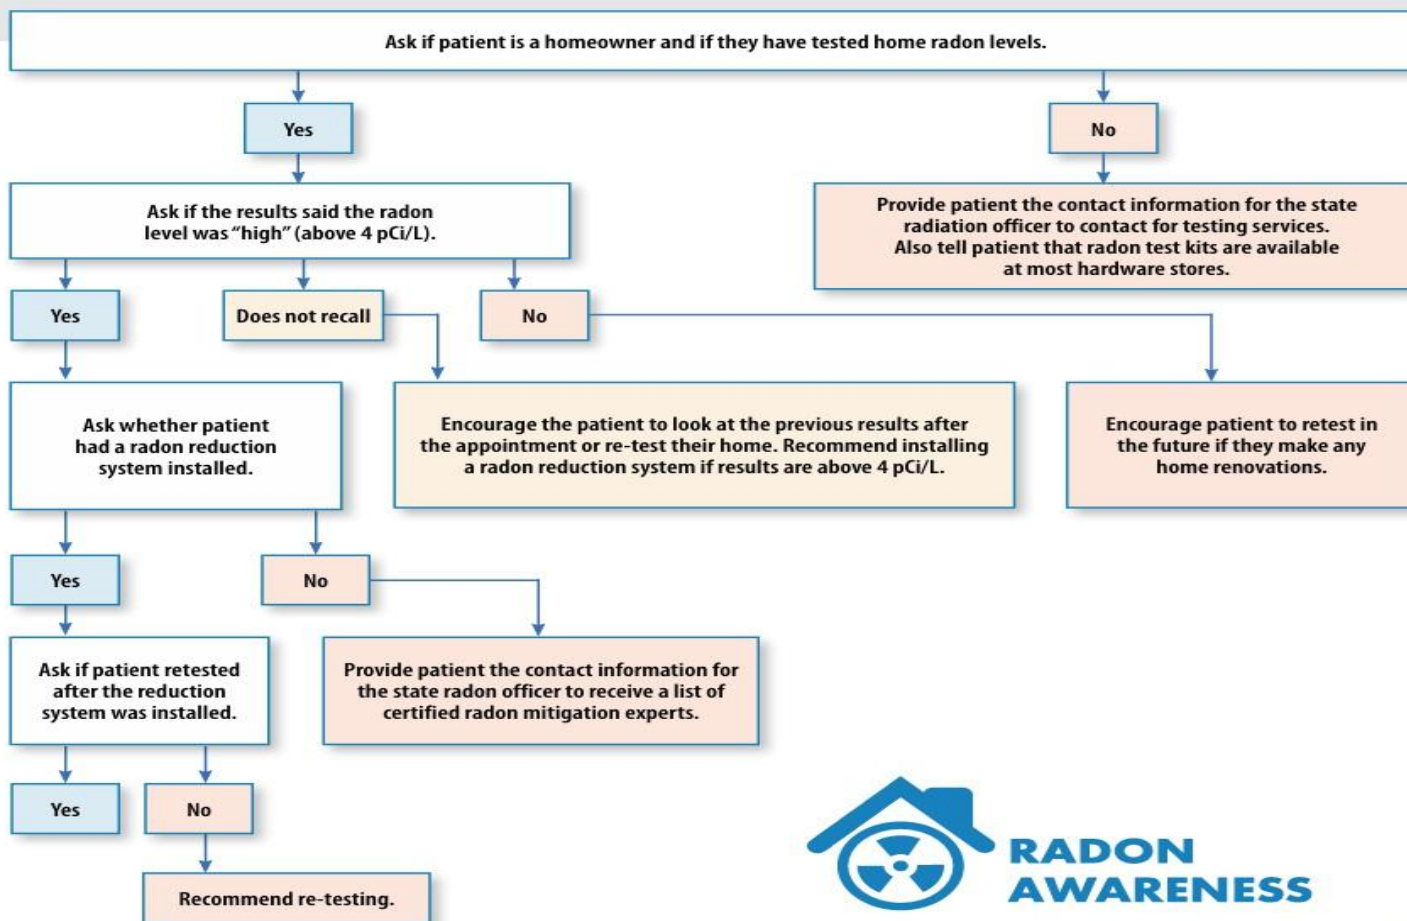 Ask if patient is a homeowner and if they have tested home radon levels.
Yes
No
Ask if the results said the radon
level was “high” (above 4 pCi/L).
Provide patient the contact information for the state
radiation officer to contact for testing services.
Also tell patient that radon test kits are available
at most hardware stores.
Yes
Does not recall
No
Ask whether patient
had a radon reduction
system installed.
Encourage the patient to look at the previous results after
the appointment or re-test their home. Recommend installing
a radon reduction system if results are above 4 pCi/L.
Encourage patient to retest in
the future if they make any
home renovations.
Yes
No
Ask if patient retested
after the reduction
system was installed.
Provide patient the contact information for
the state radon officer to receive a list of
certified radon mitigation experts.
Yes
No
Recommend re-testing.
RADON
AWARENESS